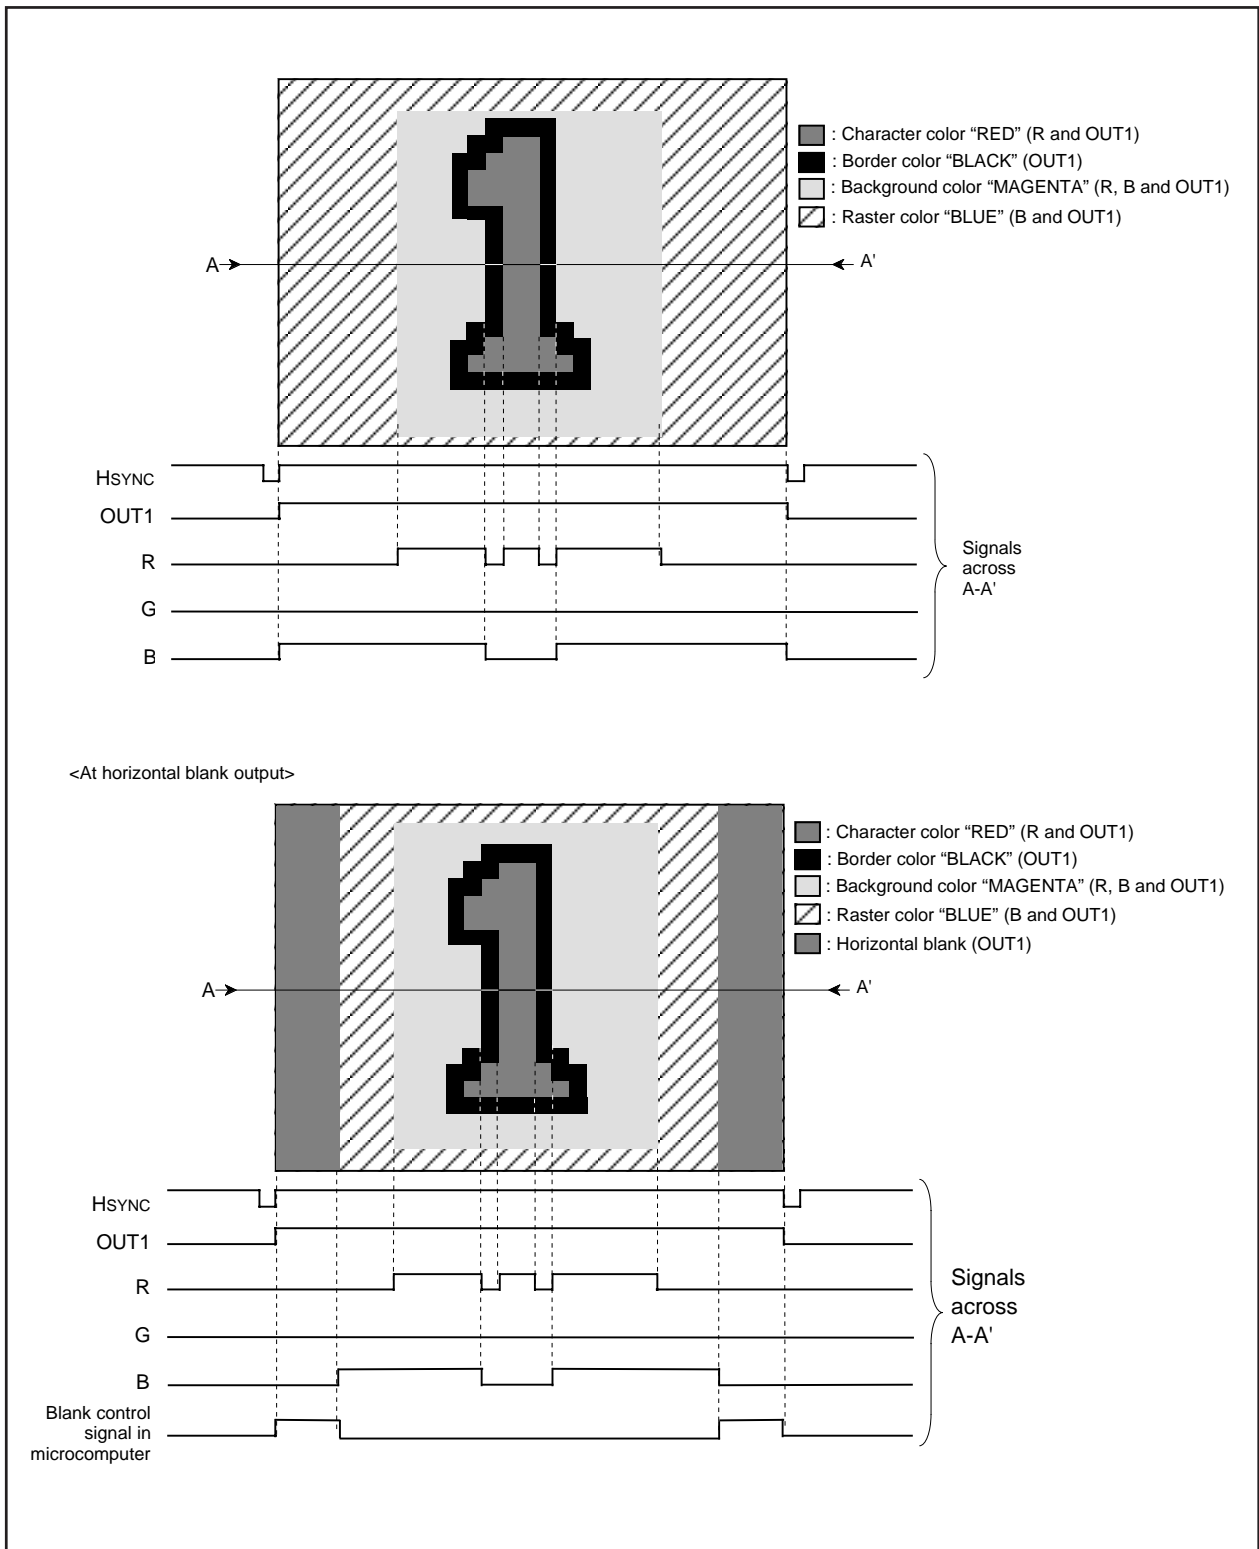 : Character color “RED” (R and OUT1)
: Border color “BLACK” (OUT1)
: Background color “MAGENTA” (R, B and OUT1)
: Raster color “BLUE” (B and OUT1)
A
A'
HSYNC
OUT1
R
G
B
Signals
across
A-A'
<At horizontal blank output>
: Character color “RED” (R and OUT1)
: Border color “BLACK” (OUT1)
: Background color “MAGENTA” (R, B and OUT1)
: Raster color “BLUE” (B and OUT1)
: Horizontal blank (OUT1)
A
A'
HSYNC
OUT1
R
G
B
Blank control
signal in
microcomputer
Signals
across
A-A'